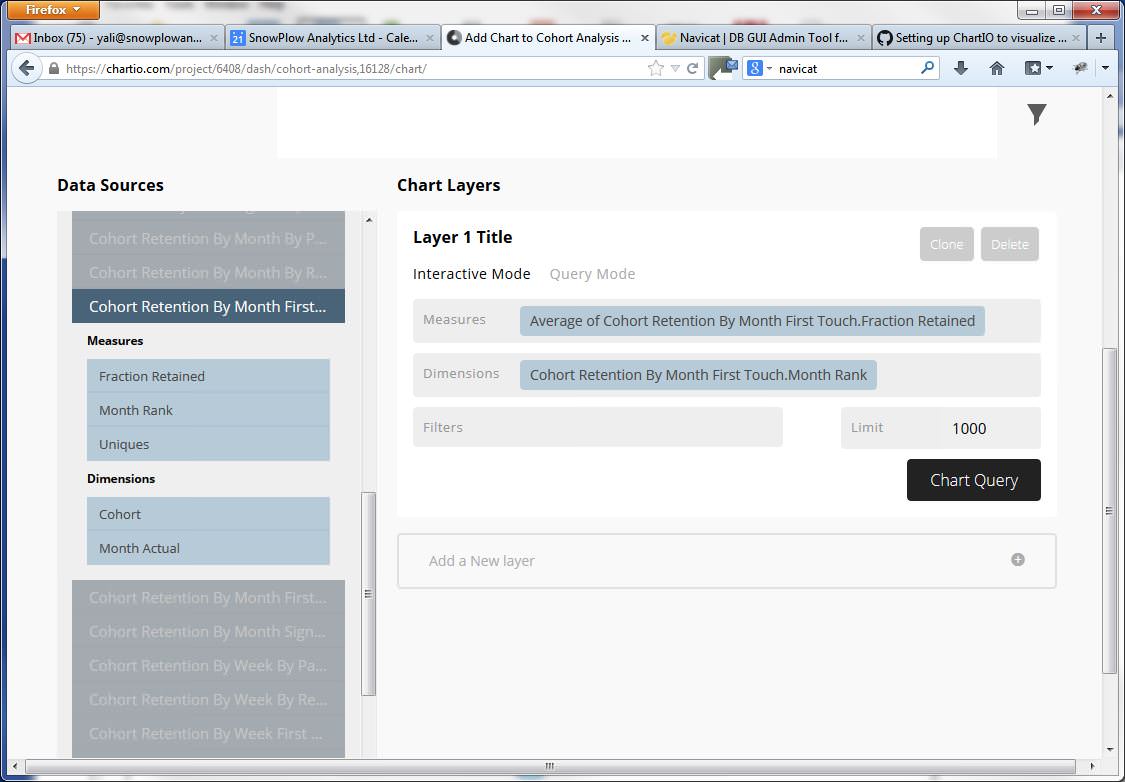 Firefox
Inbox (75) - yali@snowplowan...
21 SnowPlow Analytics Ltd - Cale...
Add Chart to Cohort Analysis ...
Navicat | DB GUI Admin Tool f...
Setting up ChartIO to visualize ...
https://chartio.com/project/6408/dash/cohort-analysis,16128/chart/
8 navicat
Data Sources
Cohort Retention By Month By P...
Cohort Retention By Month By R...
Cohort Retention By Month First...
Measures
Fraction Retained
Month Rank
Uniques
Dimensions
Cohort
Month Actual
Cohort Retention By Month First...
Cohort Retention By Month Sign...
Cohort Retention By Week By Pa...
Cohort Retention By Week By Re...
Cohort Retention By Week First ...
Chart Layers
Layer 1 Title
Clone
Delete
Interactive Mode
Query Mode
Measures
Average of Cohort Retention By Month First Touch.Fraction Retained
Dimensions
Cohort Retention By Month First Touch.Month Rank
Filters
Limit
1000
Chart Query
Add a New layer